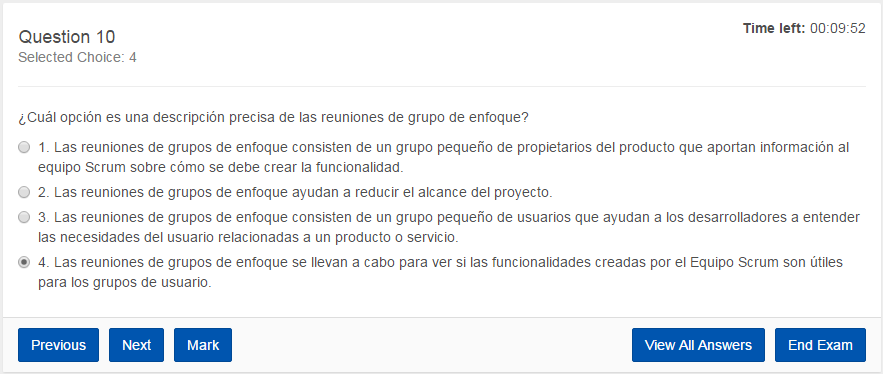 Question 10
Time left: 00:09:52
Selected Choice: 4
¿Cuál opción es una descripción precisa de las reuniones de grupo de enfoque?
1. Las reuniones de grupos de enfoque consisten de un grupo pequeño de propietarios del producto que aportan información al
equipo Scrum sobre cómo se debe crear la funcionalidad.
2. Las reuniones de grupos de enfoque ayudan a reducir el alcance del proyecto.
3. Las reuniones de grupos de enfoque consisten de un grupo pequeño de usuarios que ayudan a los desarrolladores a entender
las necesidades del usuario relacionadas a un producto o servicio.
4. Las reuniones de grupos de enfoque se llevan a cabo para ver si las funcionalidades creadas por el Equipo Scrum son útiles
para los grupos de usuario.
Previous Next Mark View All Answers End Exam